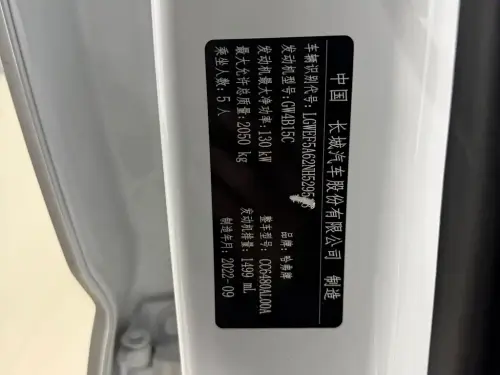 中国 长城汽车股份有限公司 制造
车辆识别代号: LGWEF5A62NH5295
品牌: 哈弗牌
发动机型号: GW4B15C
整车型号: CC6480AL00A
发动机最大净功率: 130 kW
发动机排量: 1499 mL
最大允许总质量: 2050 kg
制造年月: 2022-09
乘坐人数: 5 人